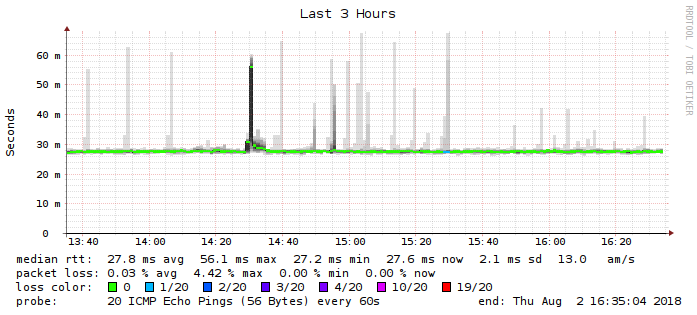 Last 3 Hours
RRDTOOL / TOBI OETIKER
Seconds
60 m
50 m
40 m
30 m
20 m
10 m
0
13:40 14:00 14:20 14:40 15:00 15:20 15:40 16:00 16:20
median rtt: 27.8 ms avg 56.1 ms max 27.2 ms min 27.6 ms now 2.1 ms sd 13.0 am/s
packet loss: 0.03 % avg 4.42 % max 0.00 % min 0.00 % now
loss color: 0 1/20 2/20 3/20 4/20 10/20 19/20
probe: 20 ICMP Echo Pings (56 Bytes) every 60s end: Thu Aug 2 16:35:04 2018